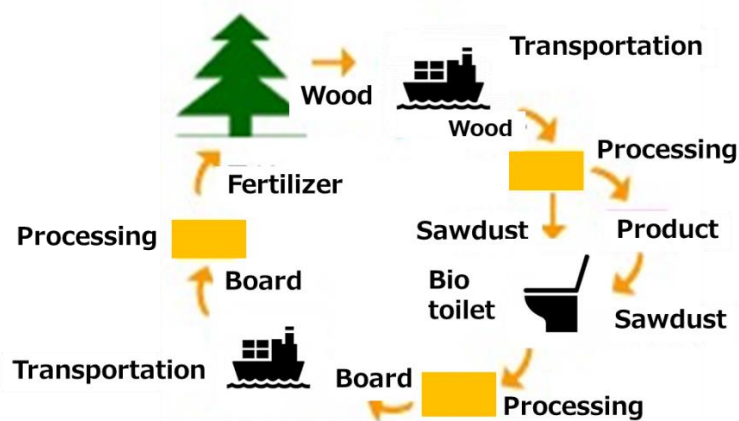 Transportation
Wood
Wood
Processing
Fertilizer
Sawdust
Product
Processing
Board
Bio
toilet
Sawdust
Transportation
Board
Processing